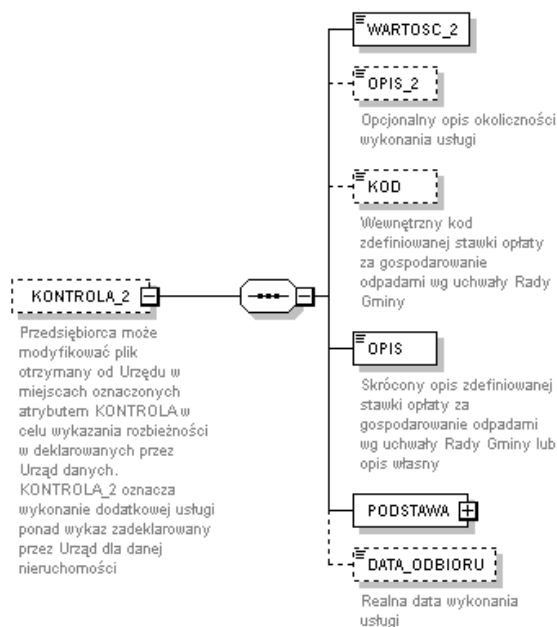 WARTOSC_2
OPIS_2
Opcjonalny opis okoliczności
wykonania usługi
KOD
Wewnętrzny kod
zdefiniowanej stawki opłaty
za gospodarowanie
odpadami wg uchwały Rady
Gminy
KONTROLA_2
Przedsiębiorca może
modyfikować plik
otrzymany od Urzędu w
miejscach oznaczonych
atrybutem KONTROLA w
celu wykazania rozbieżności
w deklarowanych przez
Urząd danych.
KONTROLA_2 oznacza
wykonanie dodatkowej usługi
ponad wykaz zadeklarowany
przez Urząd dla danej
nieruchomości
OPIS
Skrócony opis zdefiniowanej
stawki opłaty za
gospodarowanie odpadami
wg uchwały Rady Gminy lub
opis własny
PODSTAWA
DATA_ODBIORU
Realna data wykonania
usługi